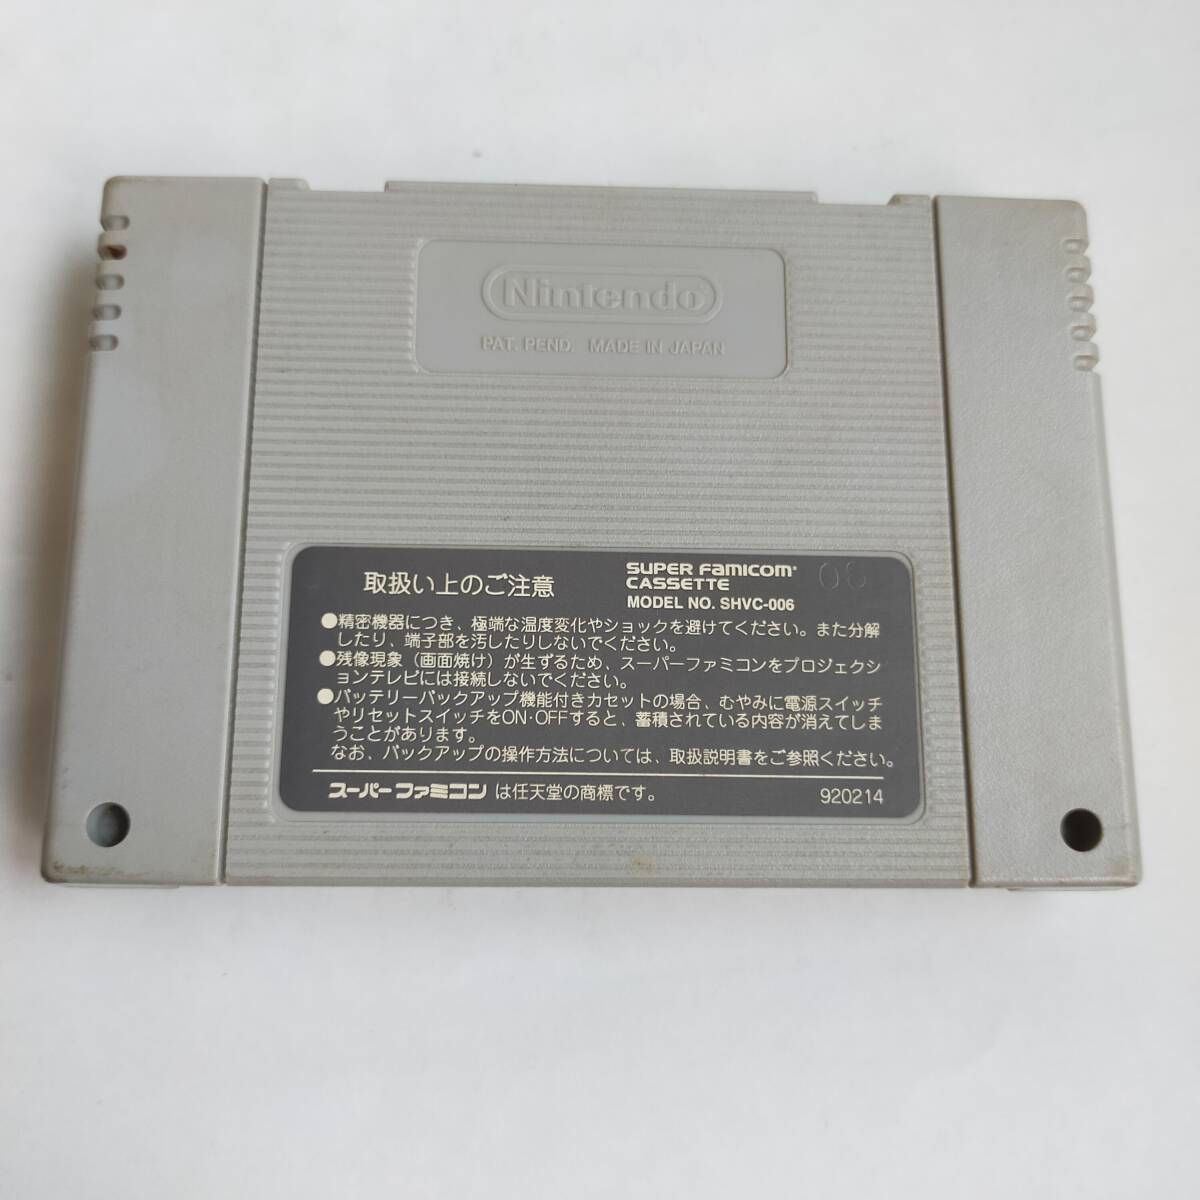 Nintendo
PAT. PEND. MADE IN JAPAN
取扱い上のご注意
SUPER FAMICOM
CASSETTE
MODEL NO. SHVC-006
06
●精密機器につき、極端な温度変化やショックを避けてください。また分解
したり、端子部を汚したりしないでください。
●残像現象（画面焼け）が生ずるため、スーパーファミコンをプロジェクシ
ョンテレビには接続しないでください。
●バッテリーバックアップ機能付きカセットの場合、むやみに電源スイッチ
やリセットスイッチをON・OFFすると、蓄積されている内容が消えてしま
うことがあります。
なお、バックアップの操作方法については、取扱説明書をご参照ください。
スーパーファミコン は任天堂の商標です。
920214